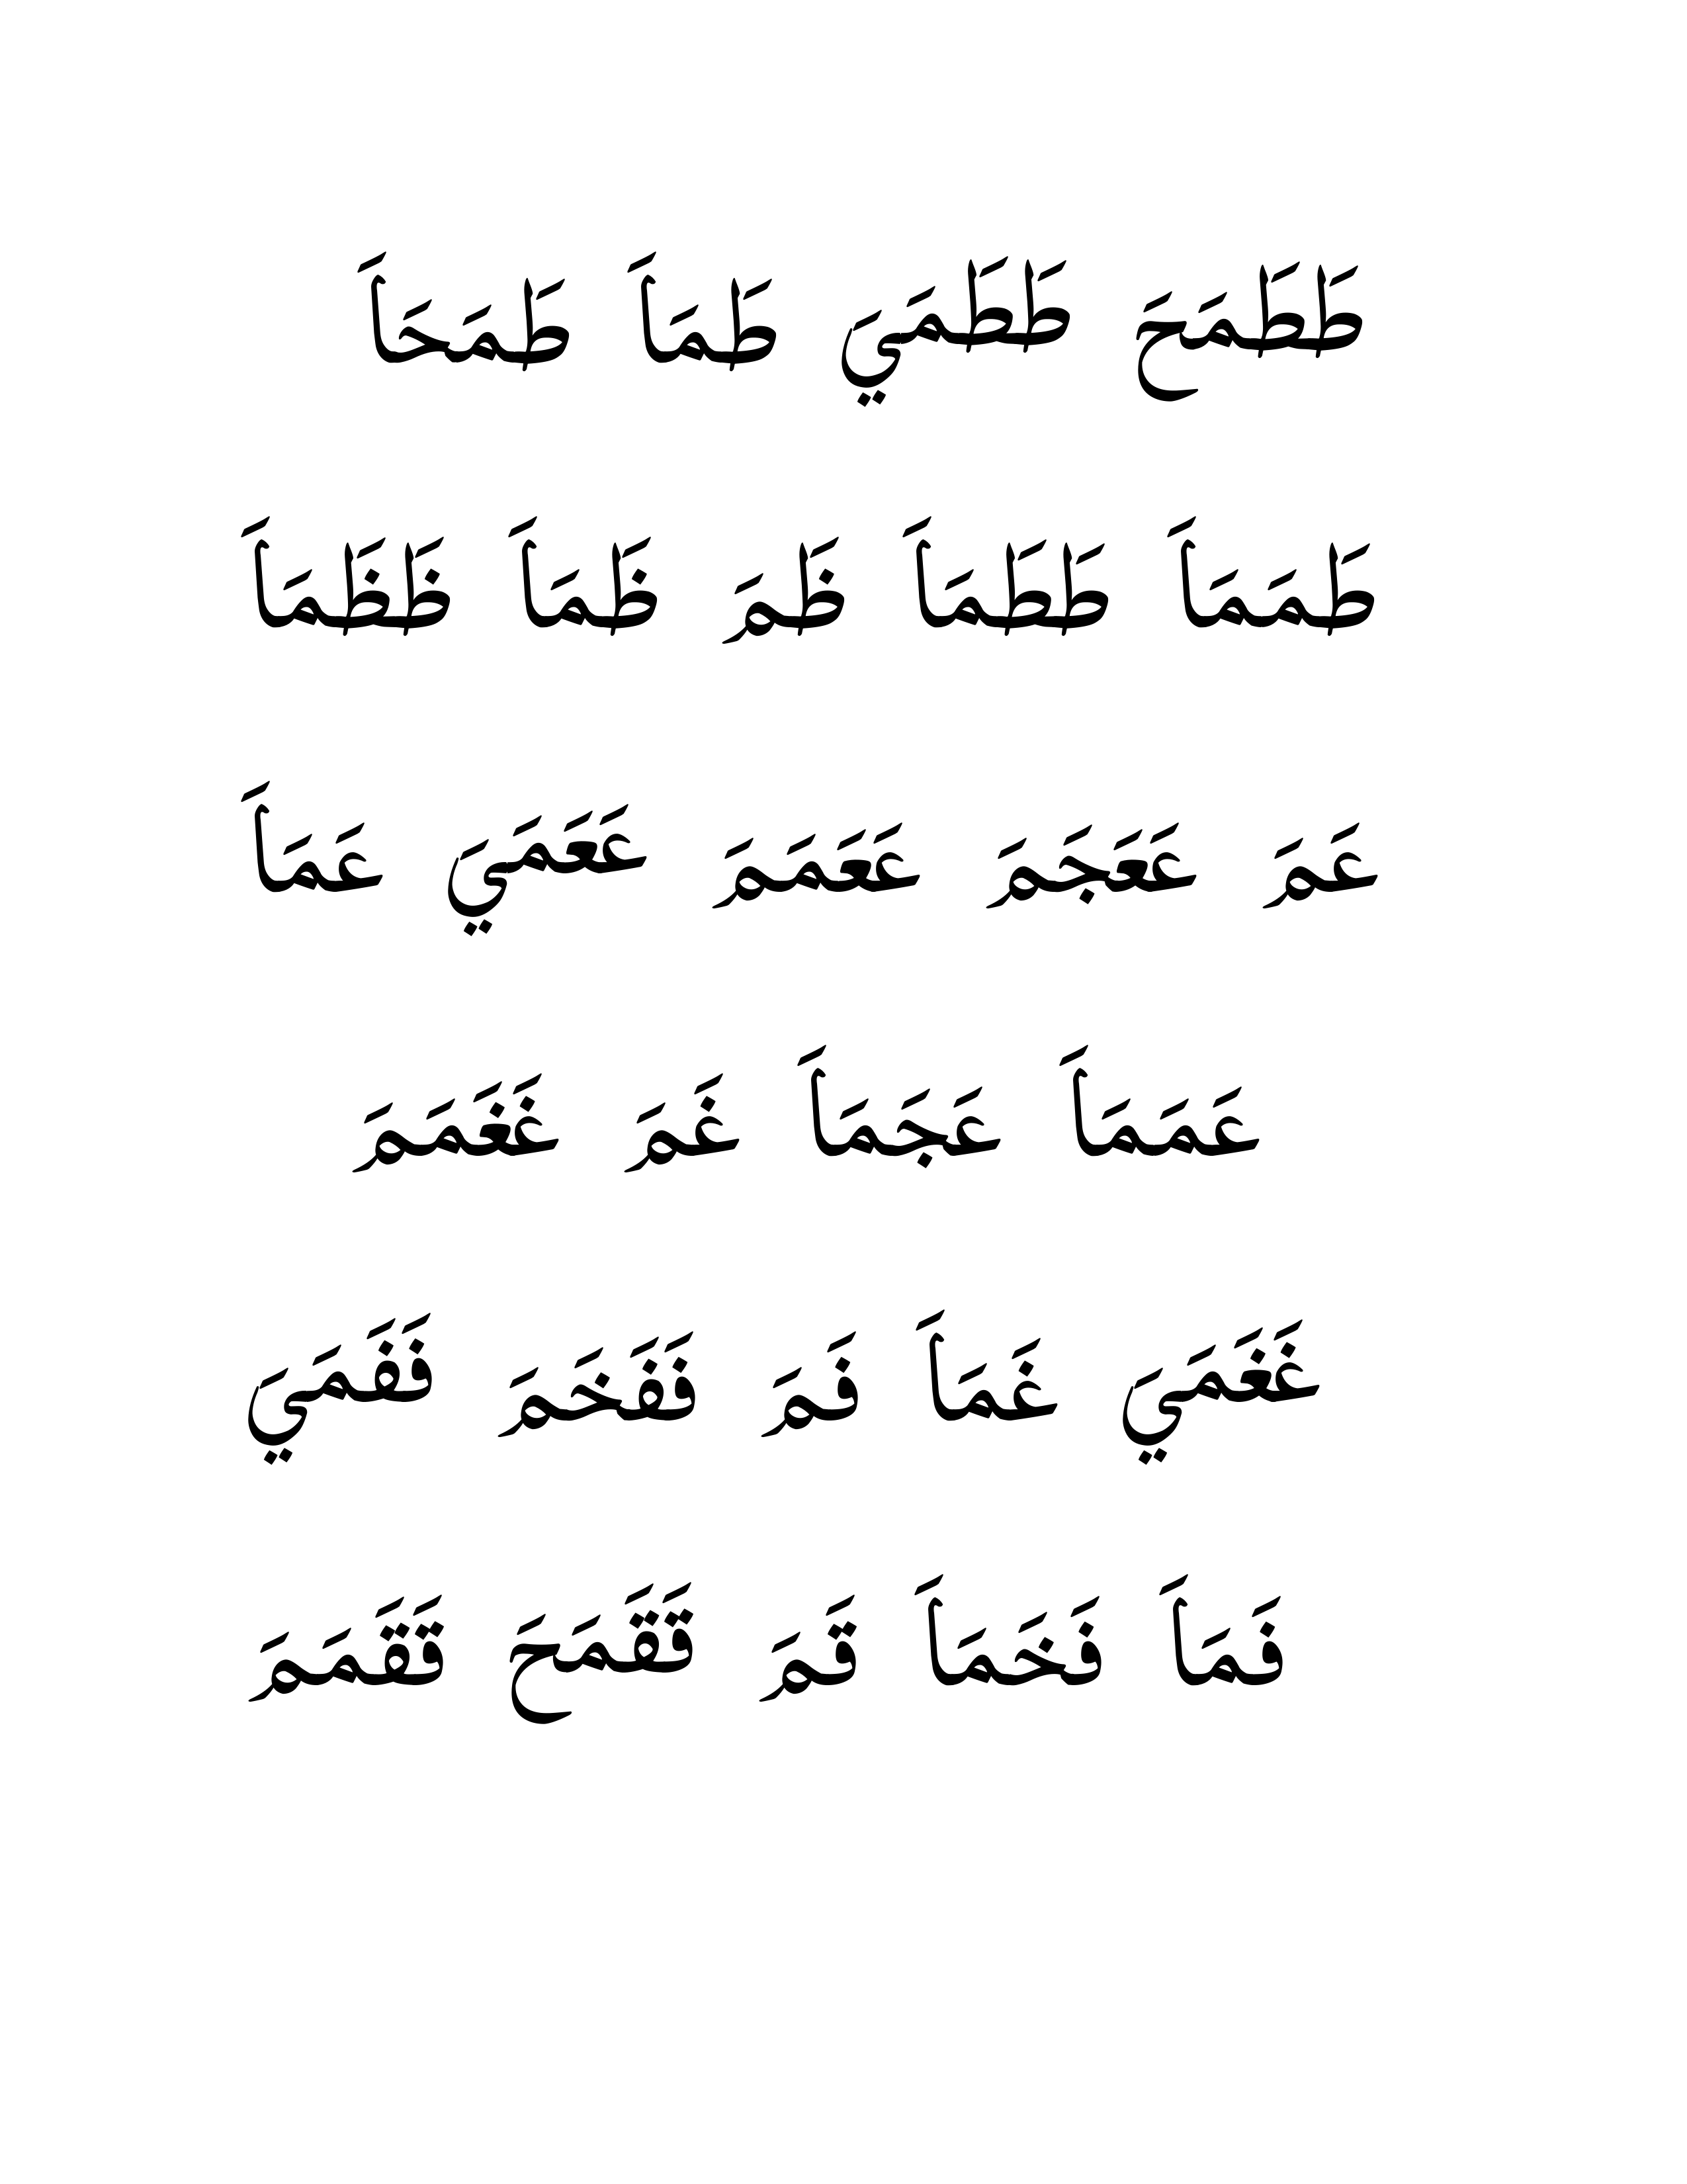 طَطَمَحَ طَطَمَيَ طَمَاَ طَمَحَاَ
طَمَمَاَ طَطَمَاَ ظَمَ ظَمَاَ ظَظَمَاَ
عَمَ عَعَجَمَ عَعَمَمَ عَعَمَيَ عَمَاَ
عَمَمَاَ عَجَمَاَ غَمَ غَغَمَمَ
غَغَمَيَ غَمَاَ فَمَ فَفَخَمَ فَفَمَيَ
فَمَاَ فَخَمَاَ قَمَ قَقَمَحَ قَقَمَمَ